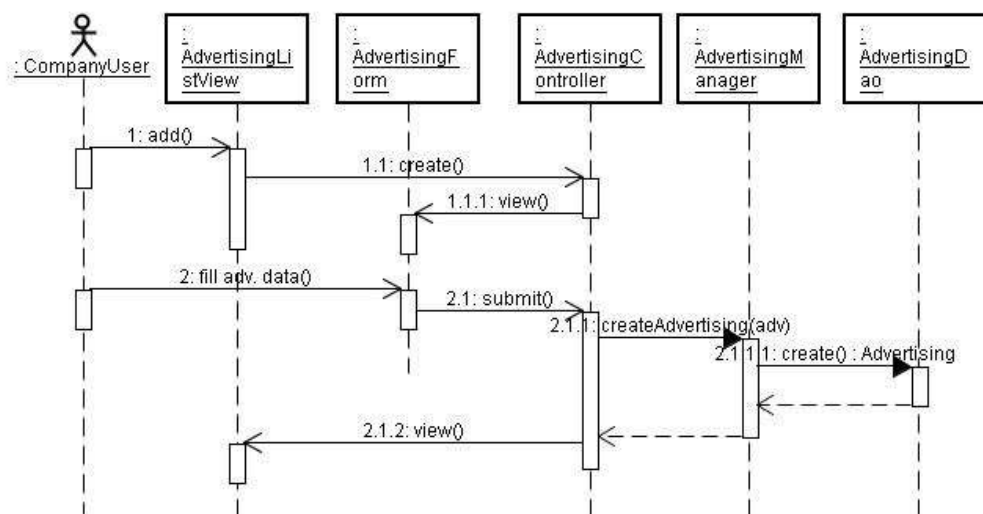 : CompanyUser
:
AdvertisingLi
stView
:
AdvertisingF
orm
:
AdvertisingC
ontroller
:
AdvertisingM
anager
:
AdvertisingD
ao
1: add()
1.1: create()
1.1.1: view()
2: fill adv. data()
2.1: submit()
2.1.1: createAdvertising(adv)
2.1.1.1: create() : Advertising
2.1.2: view()